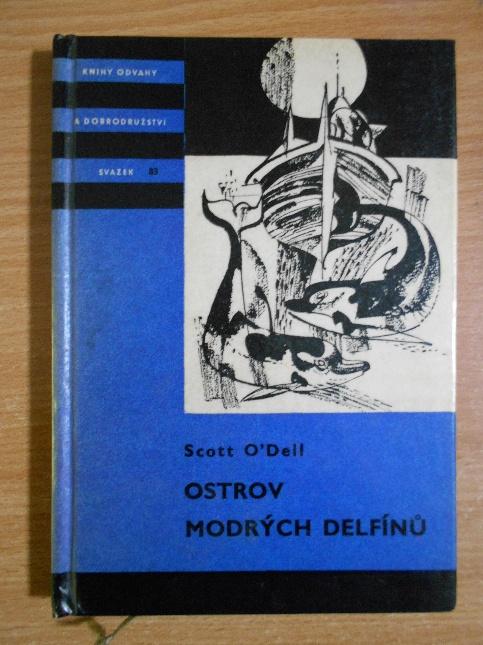 KNIHY ODVAHY
A DOBRODRUŽSTVÍ
SVAZEK 83
Scott O'Dell
OSTROV
MODRÝCH DELFÍNŮ